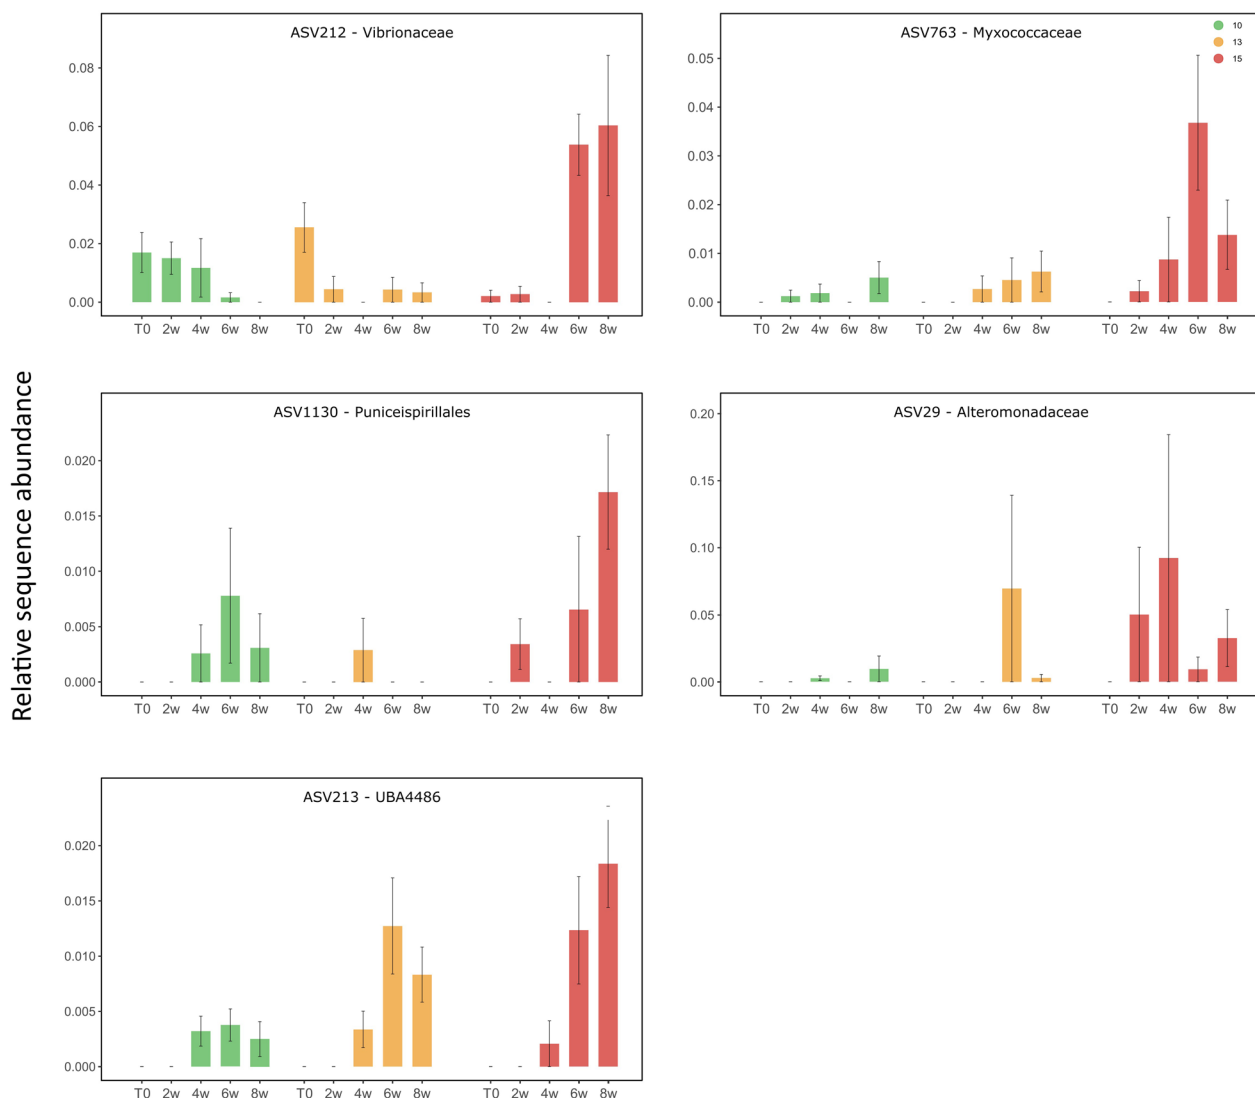 ASV212 - Vibrionaceae
0.08
0.06
0.04
0.02
0.00
T0 2w 4w 6w 8w T0 2w 4w 6w 8w T0 2w 4w 6w 8w
ASV763 - Myxococcaceae
10
13
15
0.05
0.04
0.03
0.02
0.01
0.00
T0 2w 4w 6w 8w T0 2w 4w 6w 8w T0 2w 4w 6w 8w
Relative sequence abundance
ASV1130 - Puniceispirillales
0.020
0.015
0.010
0.005
0.000
T0 2w 4w 6w 8w T0 2w 4w 6w 8w T0 2w 4w 6w 8w
ASV29 - Alteromonadaceae
0.20
0.15
0.10
0.05
0.00
T0 2w 4w 6w 8w T0 2w 4w 6w 8w T0 2w 4w 6w 8w
ASV213 - UBA4486
0.020
0.015
0.010
0.005
0.000
T0 2w 4w 6w 8w T0 2w 4w 6w 8w T0 2w 4w 6w 8w